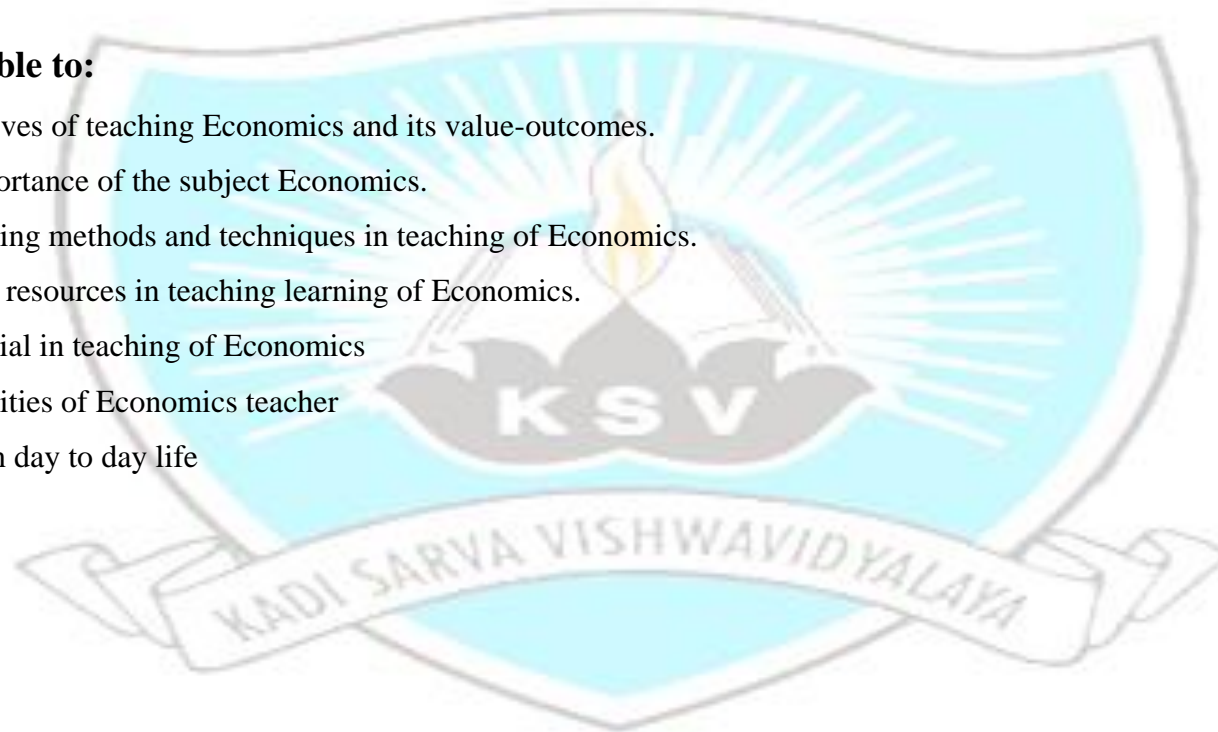 ble to:
ves of teaching Economics and its value-outcomes.
ortance of the subject Economics.
ing methods and techniques in teaching of Economics.
resources in teaching learning of Economics.
ial in teaching of Economics
ities of Economics teacher
n day to day life
KSV
KADI SARVA VISHWAVIDYALAYA